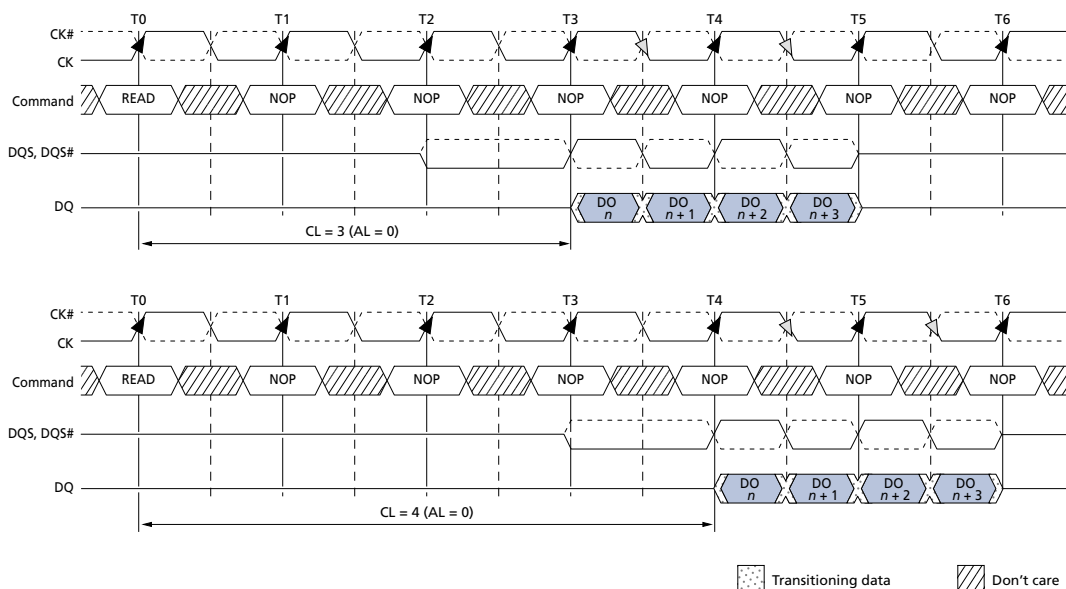 T0 T1 T2 T3 T4 T5 T6
CK#
CK
Command READ NOP NOP NOP NOP NOP NOP
DQS, DQS#
DQ DO n DO n + 1 DO n + 2 DO n + 3
CL = 3 (AL = 0)
T0 T1 T2 T3 T4 T5 T6
CK#
CK
Command READ NOP NOP NOP NOP NOP NOP
DQS, DQS#
DQ DO n DO n + 1 DO n + 2 DO n + 3
CL = 4 (AL = 0)
Transitioning data Don't care